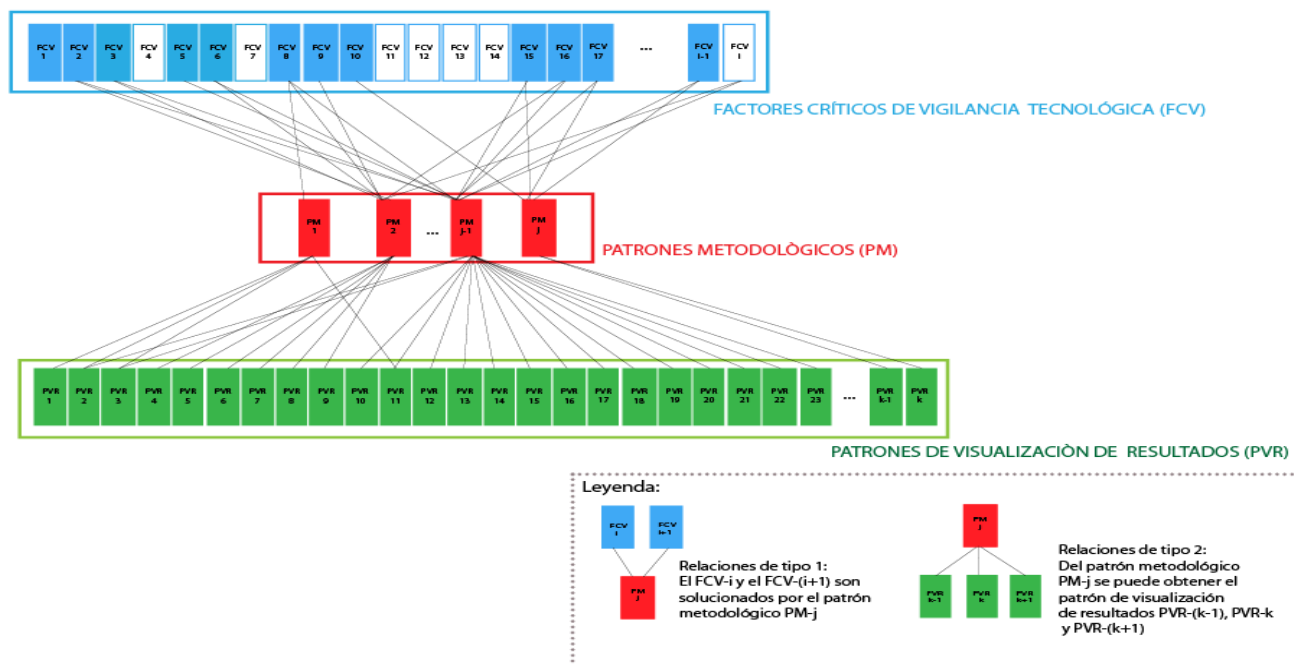 FCV 1
FCV 2
FCV 3
FCV 4
FCV 5
FCV 6
FCV 7
FCV 8
FCV 9
FCV 10
FCV 11
FCV 12
FCV 13
FCV 14
FCV 15
FCV 16
FCV 17
---
FCV i-1
FCV i
FACTORES CRÍTICOS DE VIGILANCIA TECNOLÓGICA (FCV)
PM 1
PM 2
---
PM j-1
PM j
PATRONES METODOLÒGICOS (PM)
PVR 1
PVR 2
PVR 3
PVR 4
PVR 5
PVR 6
PVR 7
PVR 8
PVR 9
PVR 10
PVR 11
PVR 12
PVR 13
PVR 14
PVR 15
PVR 16
PVR 17
PVR 18
PVR 19
PVR 20
PVR 21
PVR 22
PVR 23
---
PVR k-1
PVR k
PATRONES DE VISUALIZACIÒN DE RESULTADOS (PVR)
Leyenda:
FCV i
FCV i+1
PM j
Relaciones de tipo 1:
El FCV-i y el FCV-(i+1) son
solucionados por el patrón
metodológico PM-j
PM j
PVR k-1
PVR k
PVR k+1
Relaciones de tipo 2:
Del patrón metodológico
PM-j se puede obtener el
patrón de visualización
de resultados PVR-(k-1), PVR-k
y PVR-(k+1)